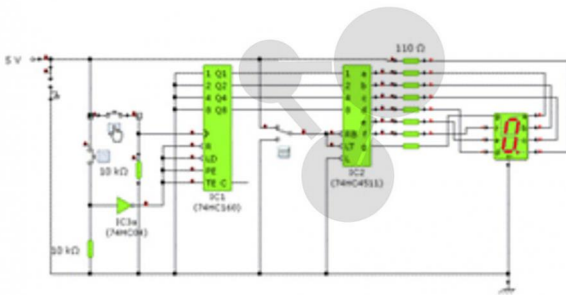 5 V
110 Ω
1 Q1
2 Q2
4 Q4
8 Q8
R
LD
PE
TE C
IC1
(74HC160)
1 a
2 b
4 c
8 d
e
RB f
LT g
L
IC2
(74HC4511)
0.
10 kΩ
IC3a
(74HC04)
10 kΩ